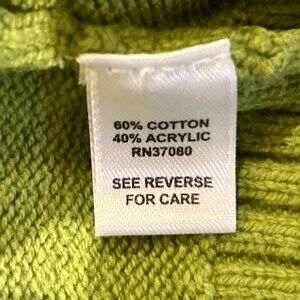 60% COTTON
40% ACRYLIC
RN37080
SEE REVERSE
FOR CARE